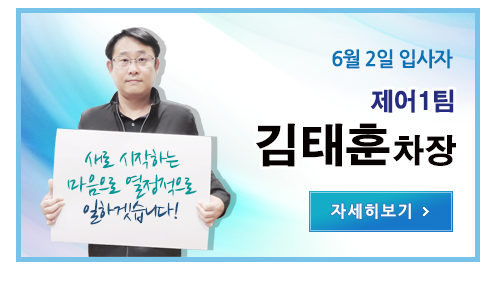 6월 2일 입사자
제어1팀
김태훈차장
새로 시작하는
마음으로 열정적으로
일하겠습니다!
자세히보기 >